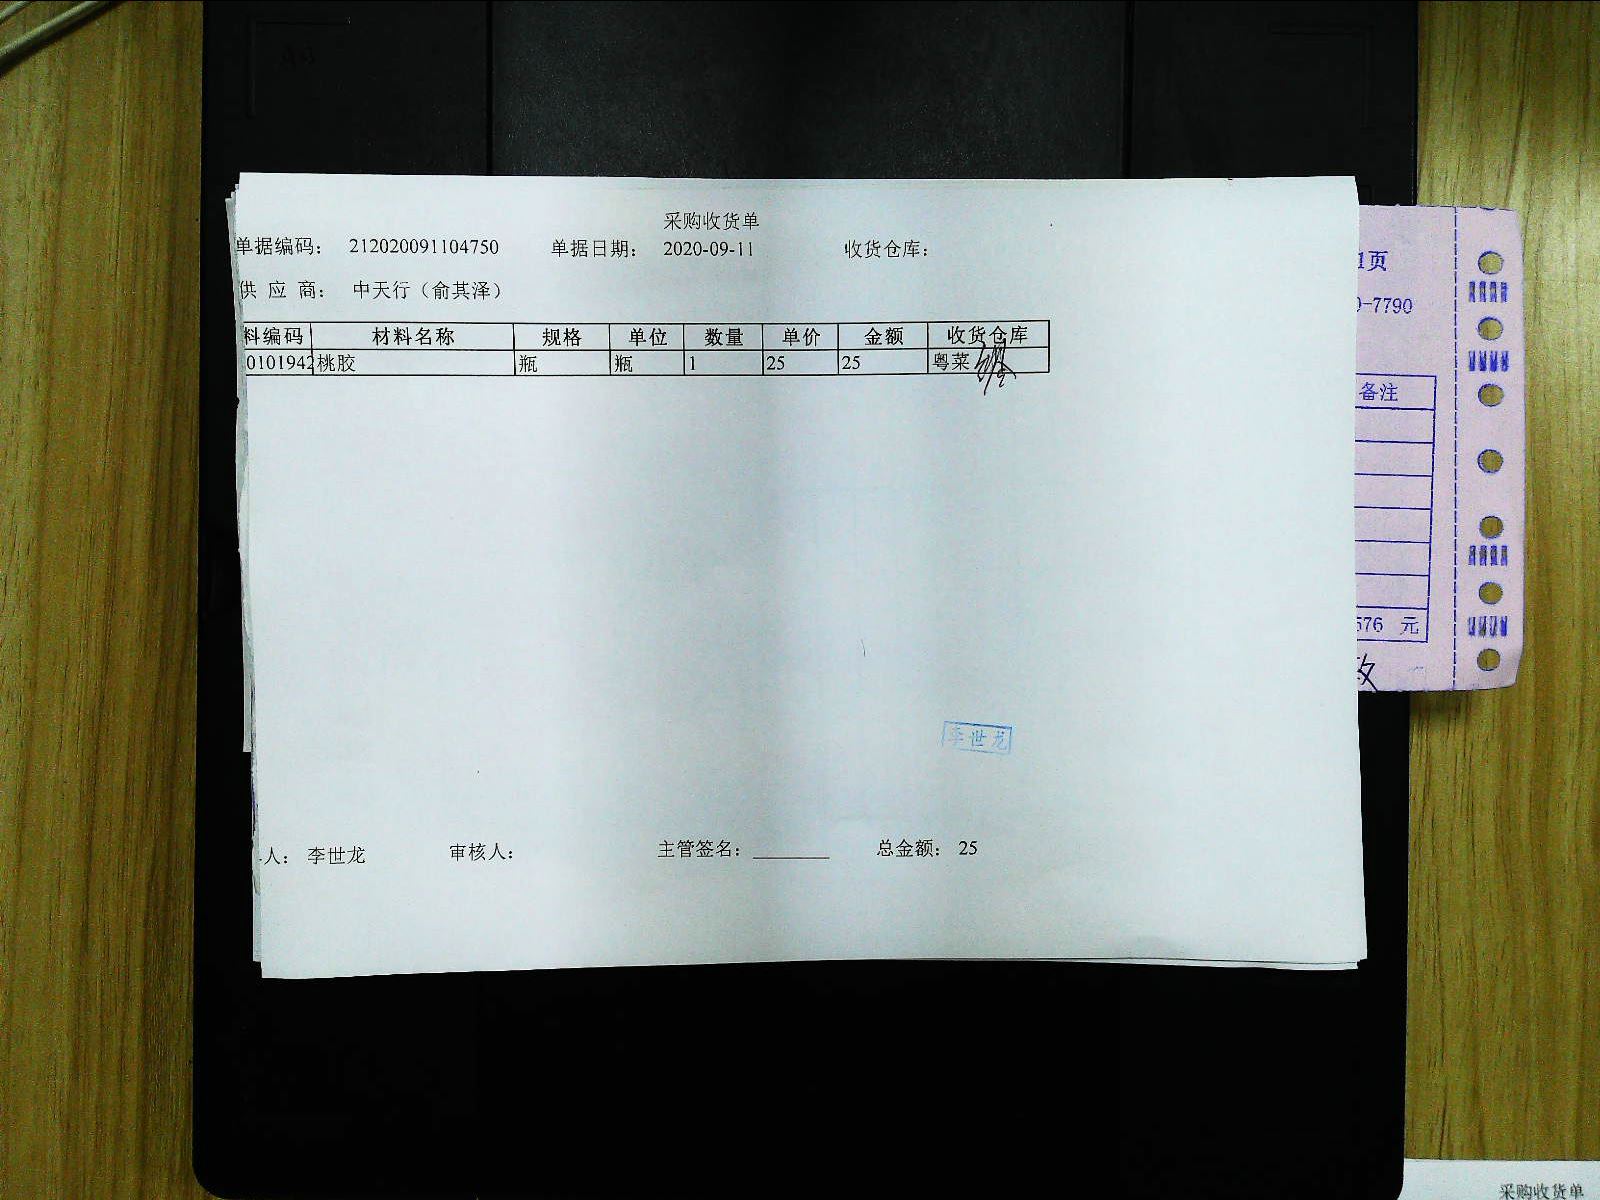 采购收货单
单据编码： 212020091104750 单据日期： 2020-09-11 收货仓库：
供 应 商： 中天行（俞其泽）
料编码 材料名称 规格 单位 数量 单价 金额 收货仓库
0101942 桃胶 瓶 瓶 1 25 25 粤菜
李世龙
人： 李世龙 审核人： 主管签名： 总金额： 25
1页
-7790
备注
576 元
采购收货单